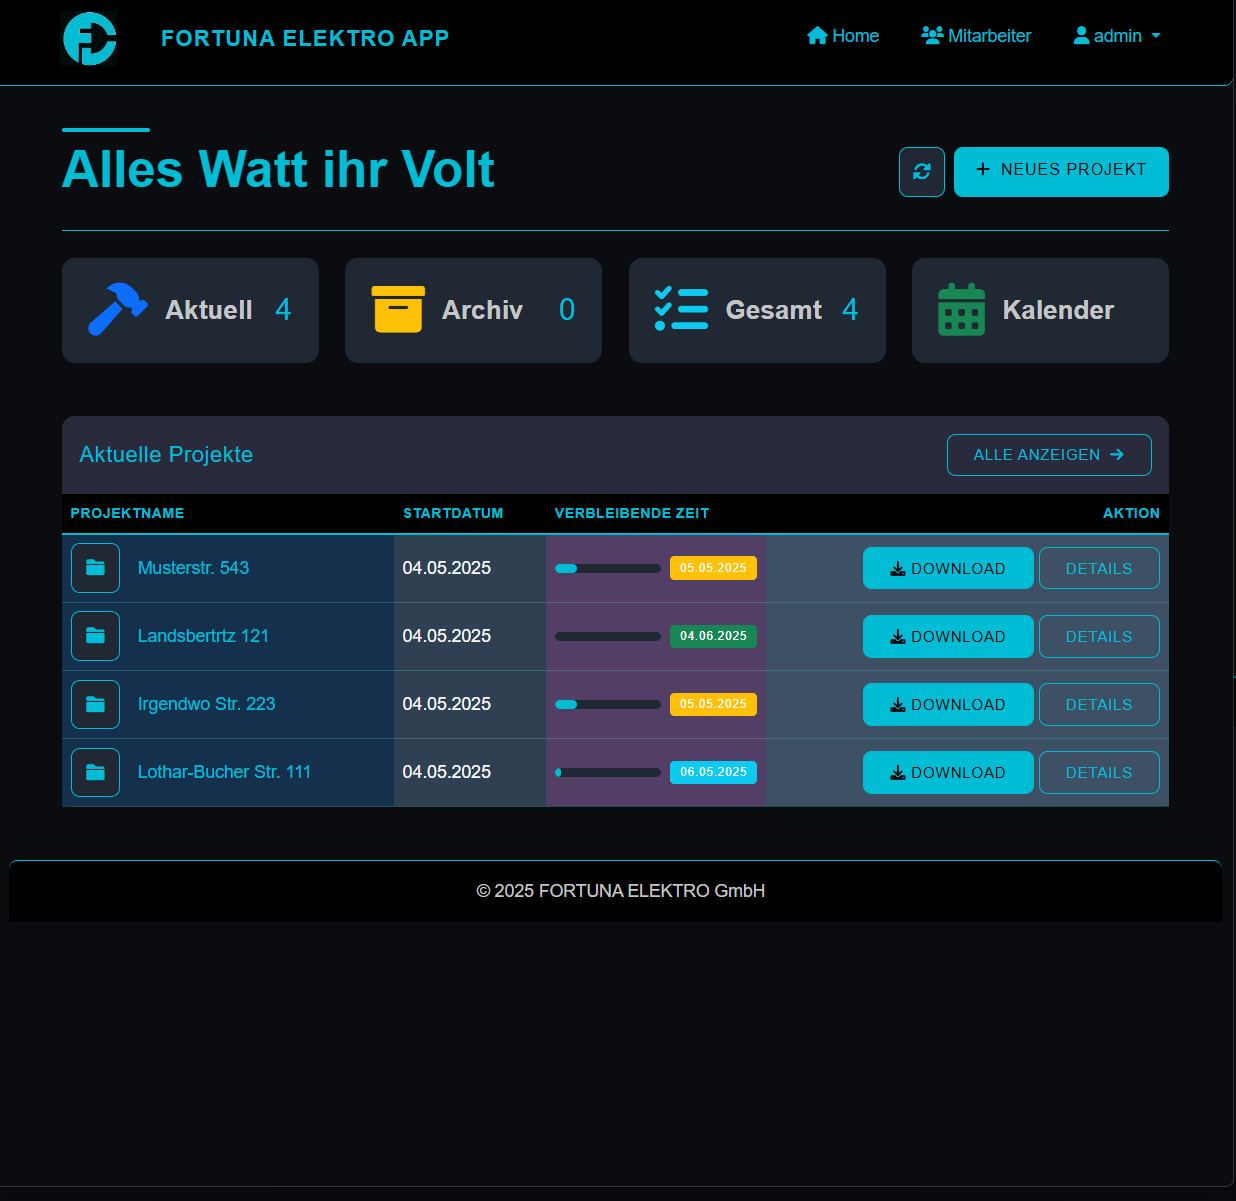 FORTUNA ELEKTRO APP
Home
Mitarbeiter
admin
Alles Watt ihr Volt
NEUES PROJEKT
Aktuell 4
Archiv 0
Gesamt 4
Kalender
Aktuelle Projekte
ALLE ANZEIGEN
PROJEKTNAME STARTDATUM VERBLEIBENDE ZEIT AKTION
Musterstr. 543 04.05.2025 05.05.2025 DOWNLOAD DETAILS
Landsbertrtz 121 04.05.2025 04.06.2025 DOWNLOAD DETAILS
Irgendwo Str. 223 04.05.2025 05.05.2025 DOWNLOAD DETAILS
Lothar-Bucher Str. 111 04.05.2025 06.05.2025 DOWNLOAD DETAILS
© 2025 FORTUNA ELEKTRO GmbH